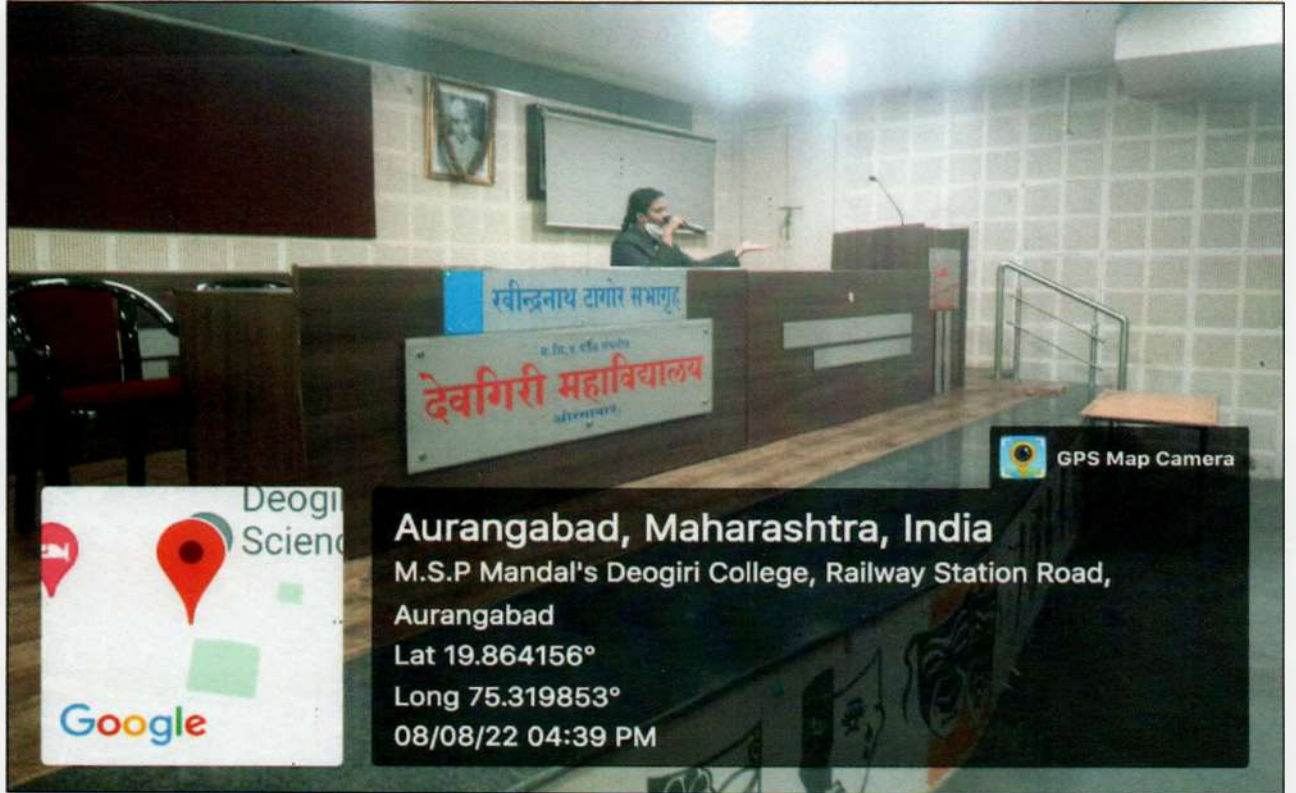 रवीन्द्रनाथ टागोर सभागृह
देवगिरी महाविद्यालय
औरंगाबाद.
GPS Map Camera
Deogi
Scienc
Google
Aurangabad, Maharashtra, India
M.S.P Mandal's Deogiri College, Railway Station Road,
Aurangabad
Lat 19.864156°
Long 75.319853°
08/08/22 04:39 PM